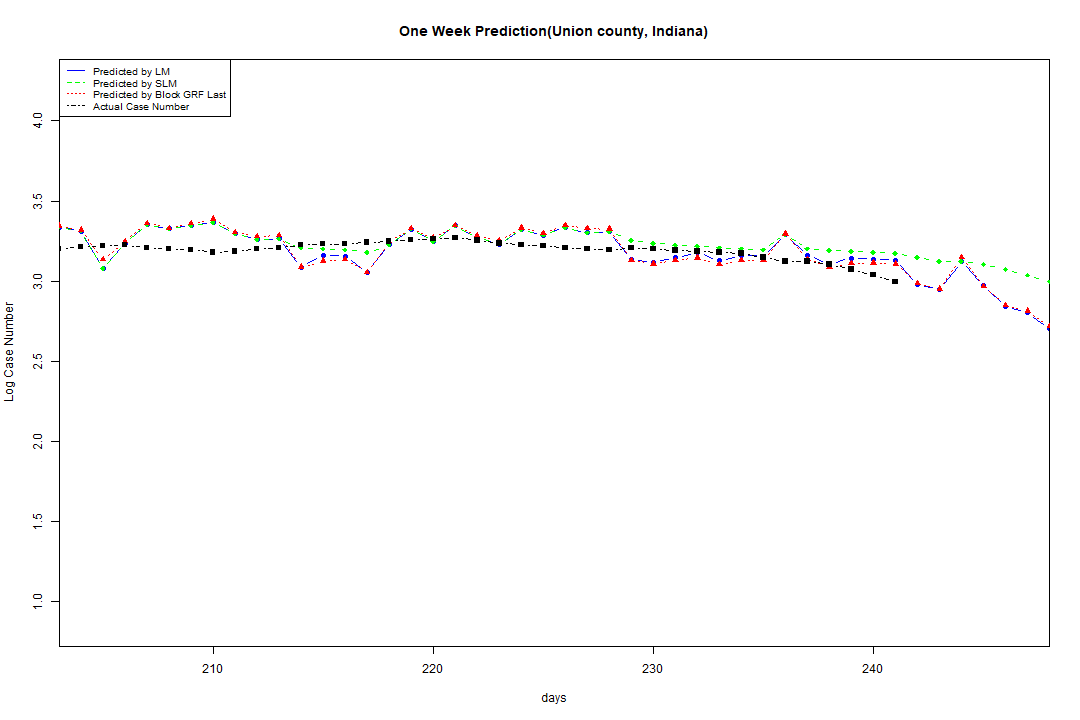 One Week Prediction(Union county, Indiana)
Predicted by LM
Predicted by SLM
Predicted by Block GRF Last
Actual Case Number
Log Case Number
4.0
3.5
3.0
2.5
2.0
1.5
1.0
210
220
230
240
days